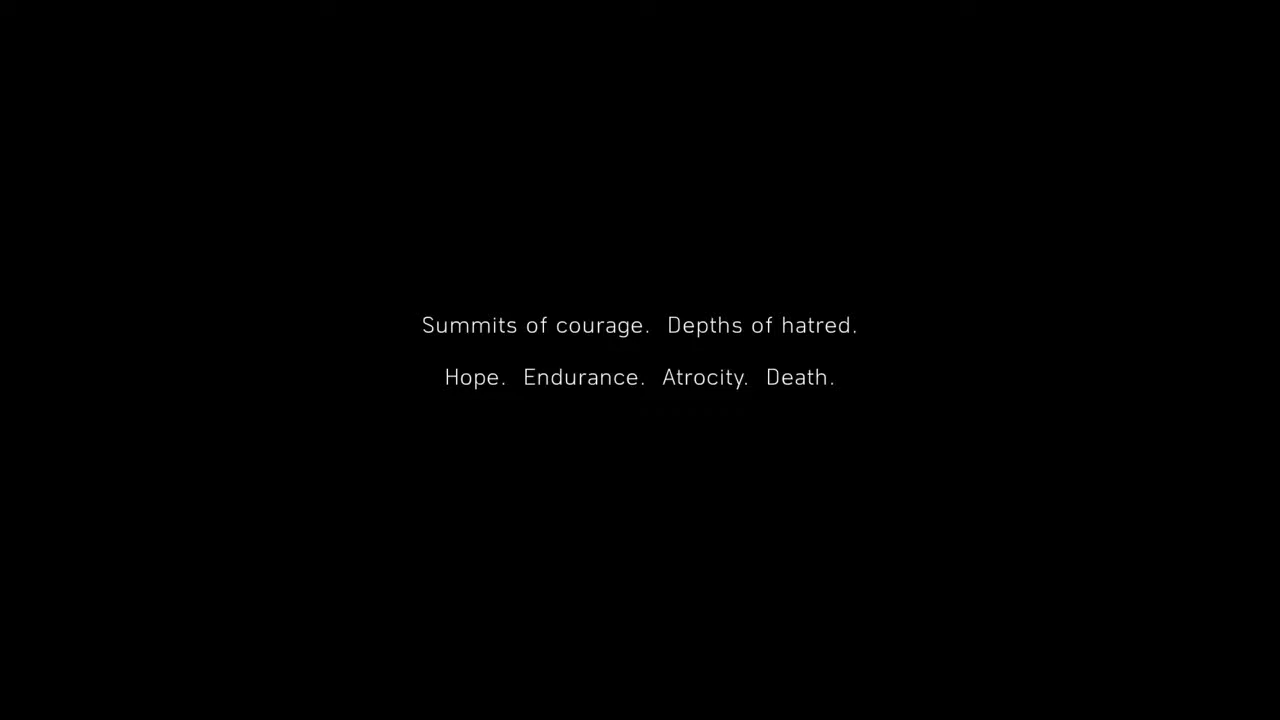 Summits of courage. Depths of hatred.
Hope. Endurance. Atrocity. Death.